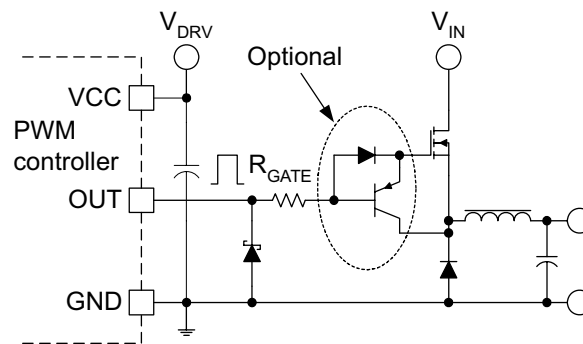 V_DRV
V_IN
Optional
VCC
PWM
controller
R_GATE
OUT
GND